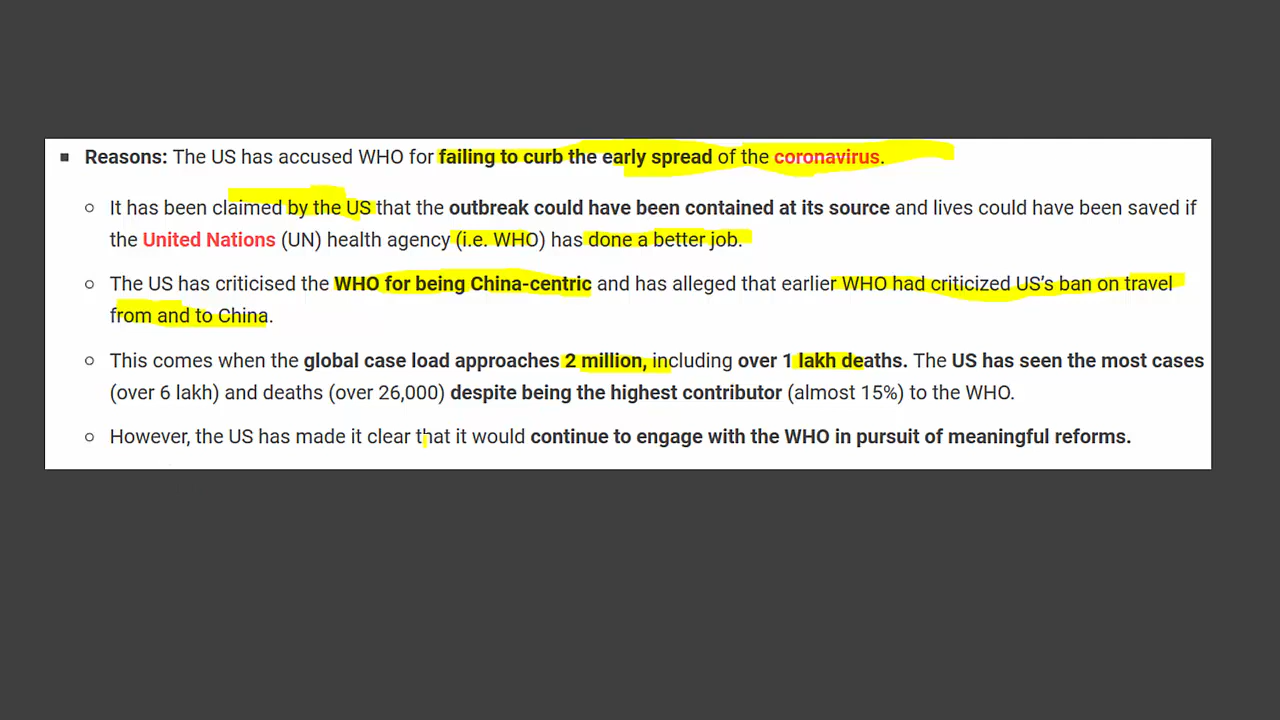 Reasons: The US has accused WHO for failing to curb the early spread of the coronavirus.
It has been claimed by the US that the outbreak could have been contained at its source and lives could have been saved if
the United Nations (UN) health agency (i.e. WHO) has done a better job.
The US has criticised the WHO for being China-centric and has alleged that earlier WHO had criticized US's ban on travel
from and to China.
This comes when the global case load approaches 2 million, including over 1 lakh deaths. The US has seen the most cases
(over 6 lakh) and deaths (over 26,000) despite being the highest contributor (almost 15%) to the WHO.
However, the US has made it clear that it would continue to engage with the WHO in pursuit of meaningful reforms.